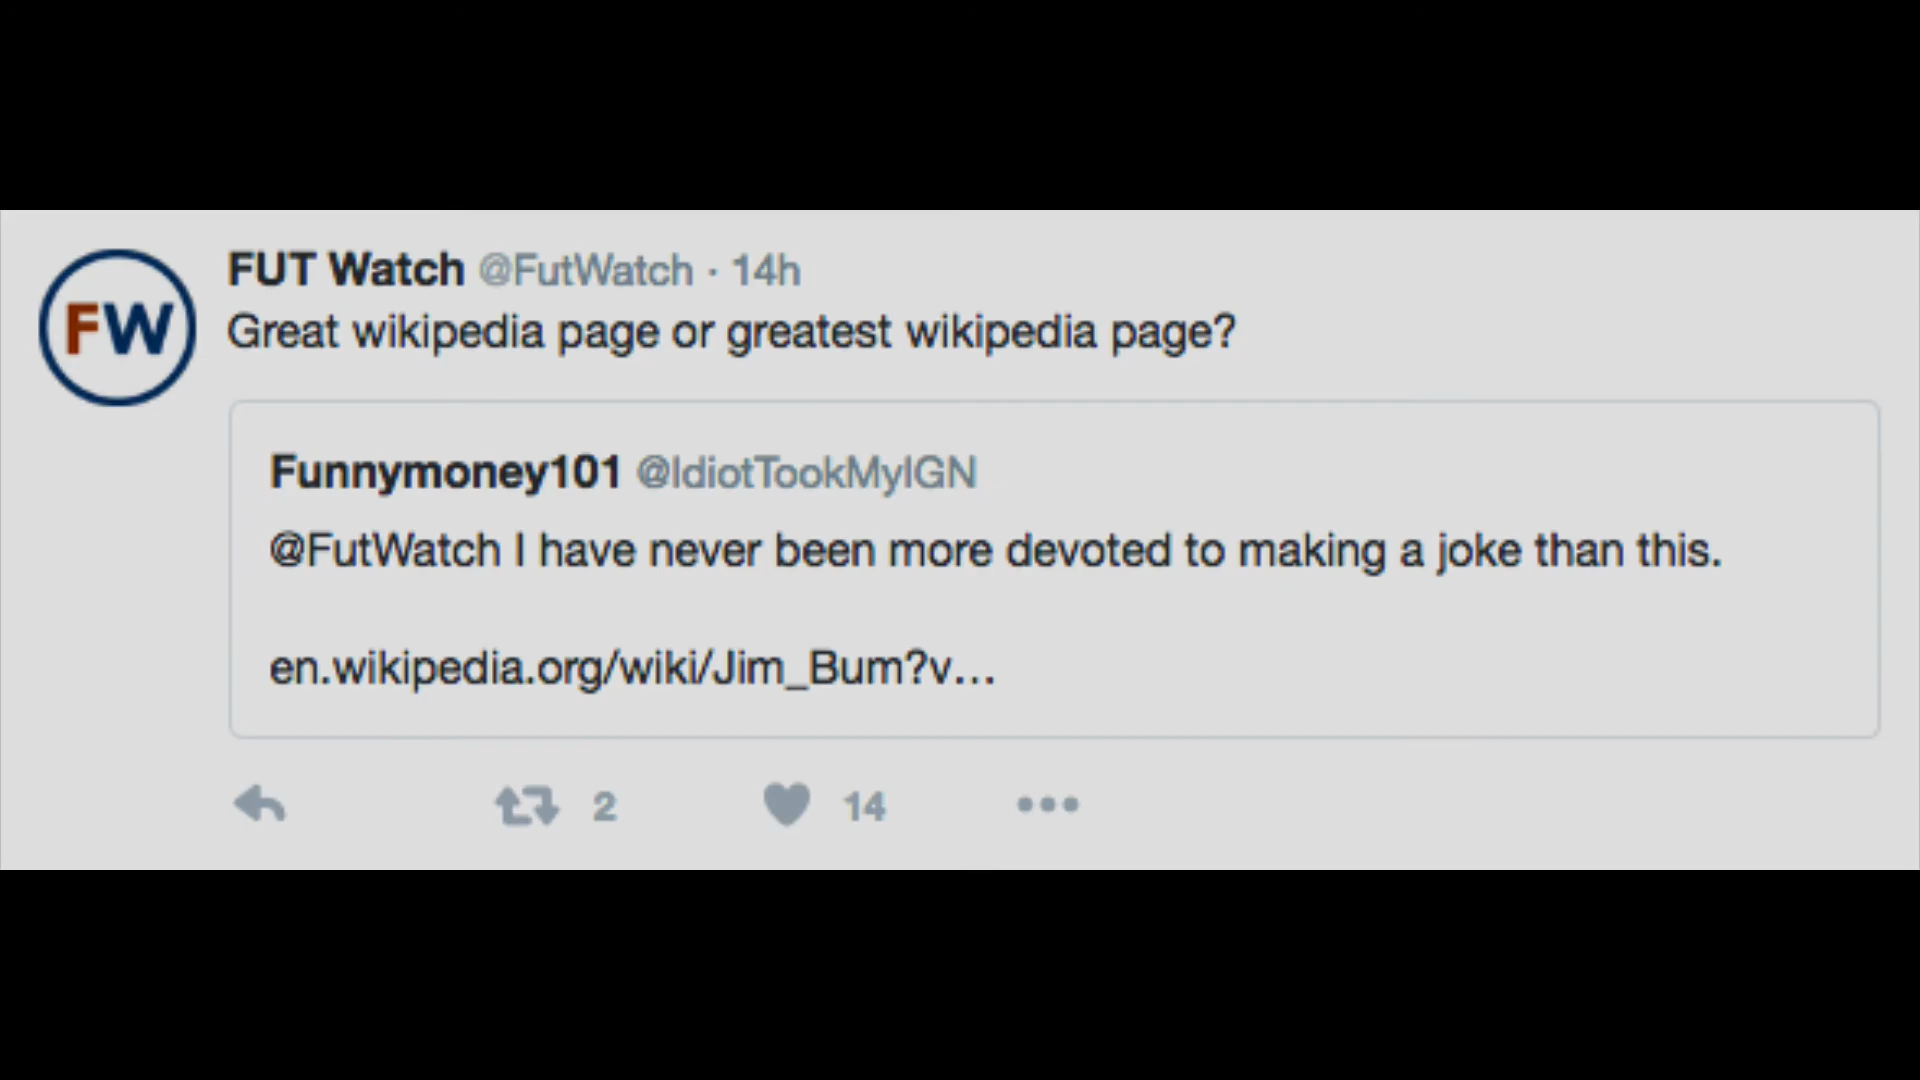 FW
FUT Watch @FutWatch · 14h
Great wikipedia page or greatest wikipedia page?
Funnymoney101 @IdiotTookMyIGN
@FutWatch I have never been more devoted to making a joke than this.
en.wikipedia.org/wiki/Jim_Bum?v...
2 14